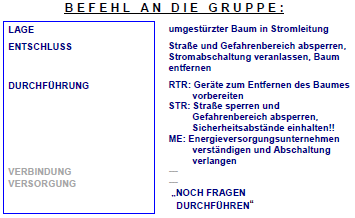 BEFEHL AN DIE GRUPPE:
LAGE umgestürzter Baum in Stromleitung
ENTSCHLUSS Straße und Gefahrenbereich absperren,
Stromabschaltung veranlassen, Baum
entfernen
DURCHFÜHRUNG RTR: Geräte zum Entfernen des Baumes
vorbereiten
STR: Straße sperren und
Gefahrenbereich absperren,
Sicherheitsabstände einhalten!!
ME: Energieversorgungsunternehmen
verständigen und Abschaltung
verlangen
VERBINDUNG —
VERSORGUNG —
„NOCH FRAGEN
DURCHFÜHREN“